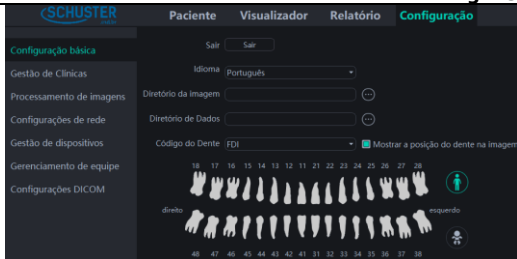 SCHUSTER
Paciente Visualizador Relatório Configuração
Configuração básica
Gestão de Clínicas
Processamento de imagens
Configurações de rede
Gestão de dispositivos
Gerenciamento de equipe
Configurações DICOM
Sair Sair
Idioma Português
Diretório da imagem
Diretório de Dados
Código do Dente FDI Mostrar a posição do dente na imagem
18 17 16 15 14 13 12 11 21 22 23 24 25 26 27 28
direito esquerdo
48 47 46 45 44 43 42 41 31 32 33 34 35 36 37 38